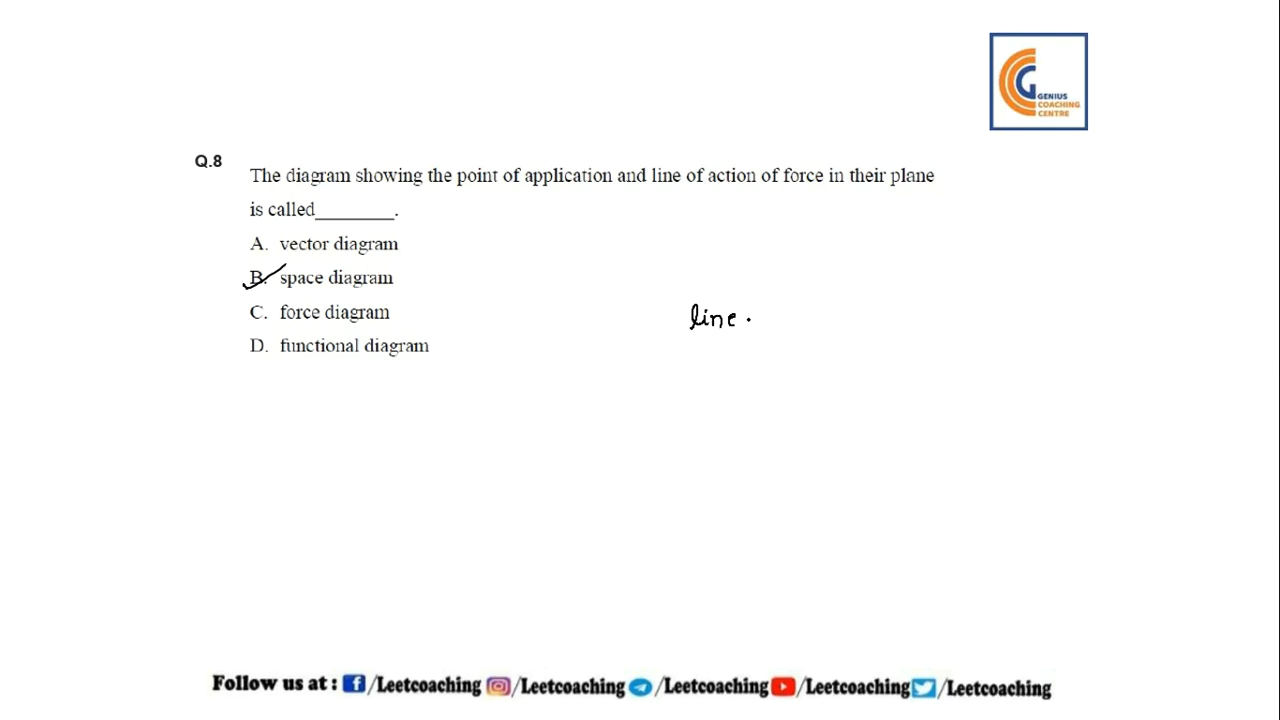 GENIUS
COACHING
CENTRE
Q.8
The diagram showing the point of application and line of action of force in their plane
is called________.
A. vector diagram
B. space diagram
C. force diagram
line.
D. functional diagram
Follow us at : /Leetcoaching /Leetcoaching /Leetcoaching /Leetcoaching /Leetcoaching